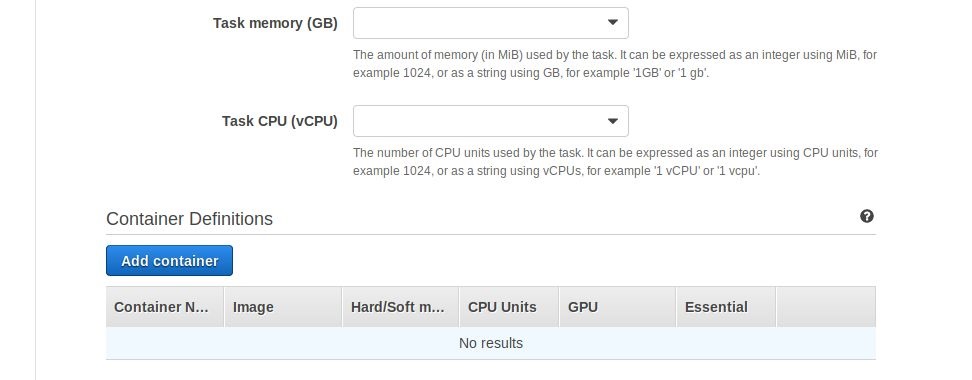 Task memory (GB)
The amount of memory (in MiB) used by the task. It can be expressed as an integer using MiB, for
example 1024, or as a string using GB, for example '1GB' or '1 gb'.
Task CPU (vCPU)
The number of CPU units used by the task. It can be expressed as an integer using CPU units, for
example 1024, or as a string using vCPUs, for example '1 vCPU' or '1 vcpu'.
Container Definitions ?
Add container
Container N... Image Hard/Soft m... CPU Units GPU Essential
No results